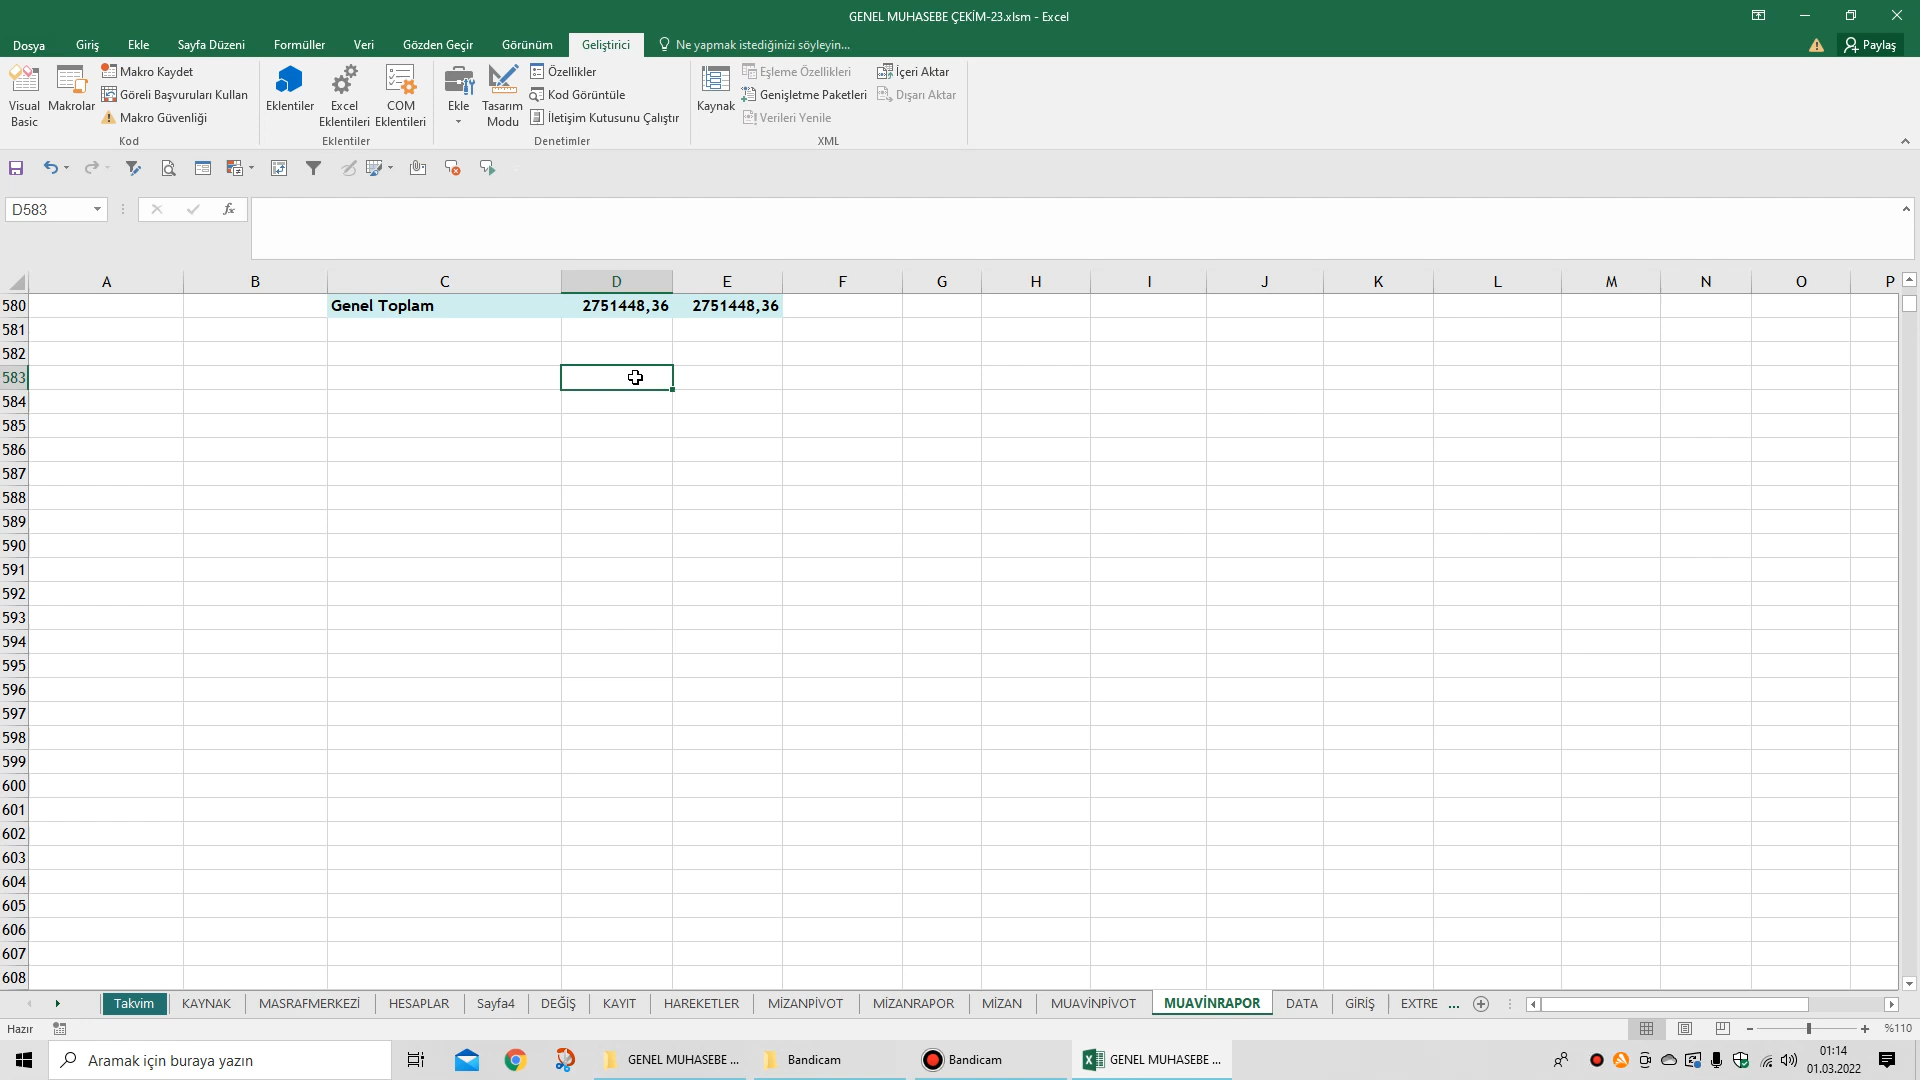 GENEL MUHASEBE ÇEKİM-23.xlsm - Excel
Dosya Giriş Ekle Sayfa Düzeni Formüller Veri Gözden Geçir Görünüm Geliştirici Ne yapmak istediğinizi söyleyin... Paylaş
Visual Basic
Makrolar
Makro Kaydet
Göreli Başvuruları Kullan
Makro Güvenliği
Kod
Eklentiler
Excel Eklentileri
COM Eklentileri
Eklentiler
Ekle
Tasarım Modu
Özellikler
Kod Görüntüle
İletişim Kutusunu Çalıştır
Denetimler
Kaynak
Eşleme Özellikleri
Genişletme Paketleri
Verileri Yenile
İçeri Aktar
Dışarı Aktar
XML
D583
fx
A B C D E F G H I J K L M N O P
580 Genel Toplam 2751448,36 2751448,36
581
582
583
584
585
586
587
588
589
590
591
592
593
594
595
596
597
598
599
600
601
602
603
604
605
606
607
608
Takvim KAYNAK MASRAFMERKEZİ HESAPLAR Sayfa4 DEĞİŞ KAYIT HAREKETLER MİZANPİVOT MİZANRAPOR MİZAN MUAVİNPİVOT MUAVİNRAPOR DATA GİRİŞ EXTRE ...
Hazır %110
Aramak için buraya yazın GENEL MUHASEBE ... Bandicam Bandicam GENEL MUHASEBE ... 01:14
01.03.2022